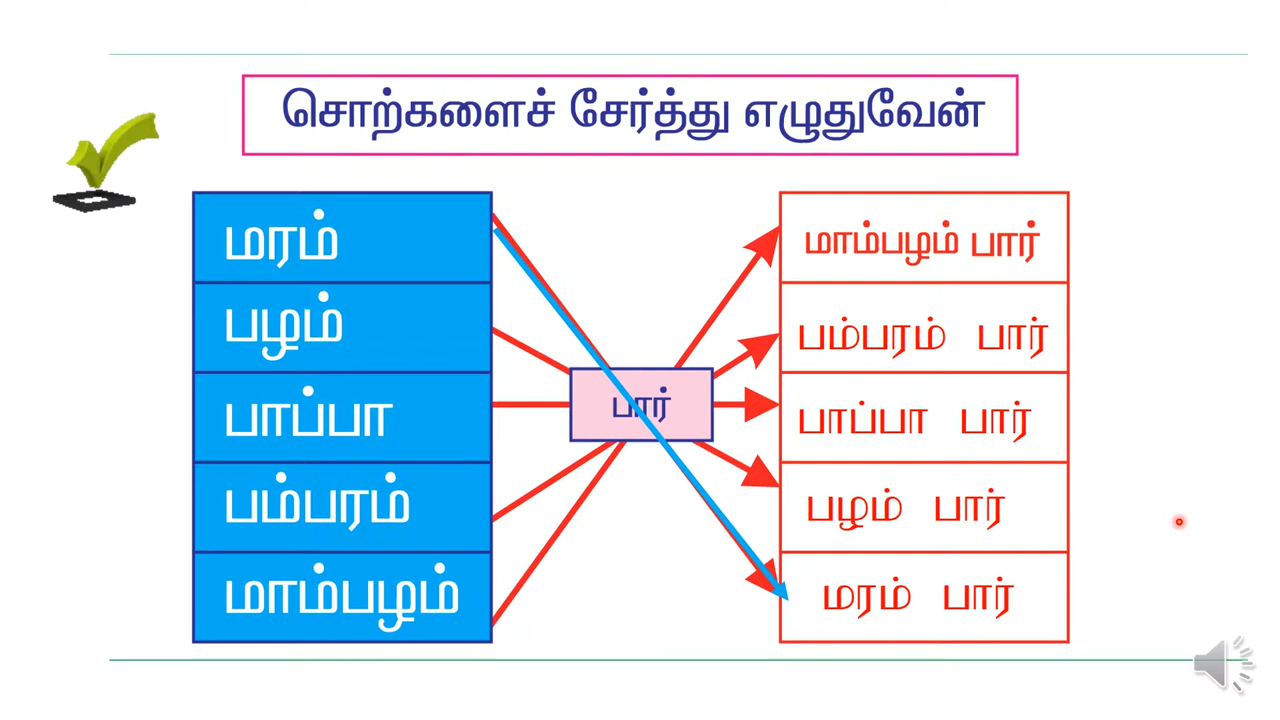 சொற்களைச் சேர்த்து எழுதுவேன்
மரம்
பழம்
பாப்பா
பம்பரம்
மாம்பழம்
பார்
மாம்பழம் பார்
பம்பரம் பார்
பாப்பா பார்
பழம் பார்
மரம் பார்